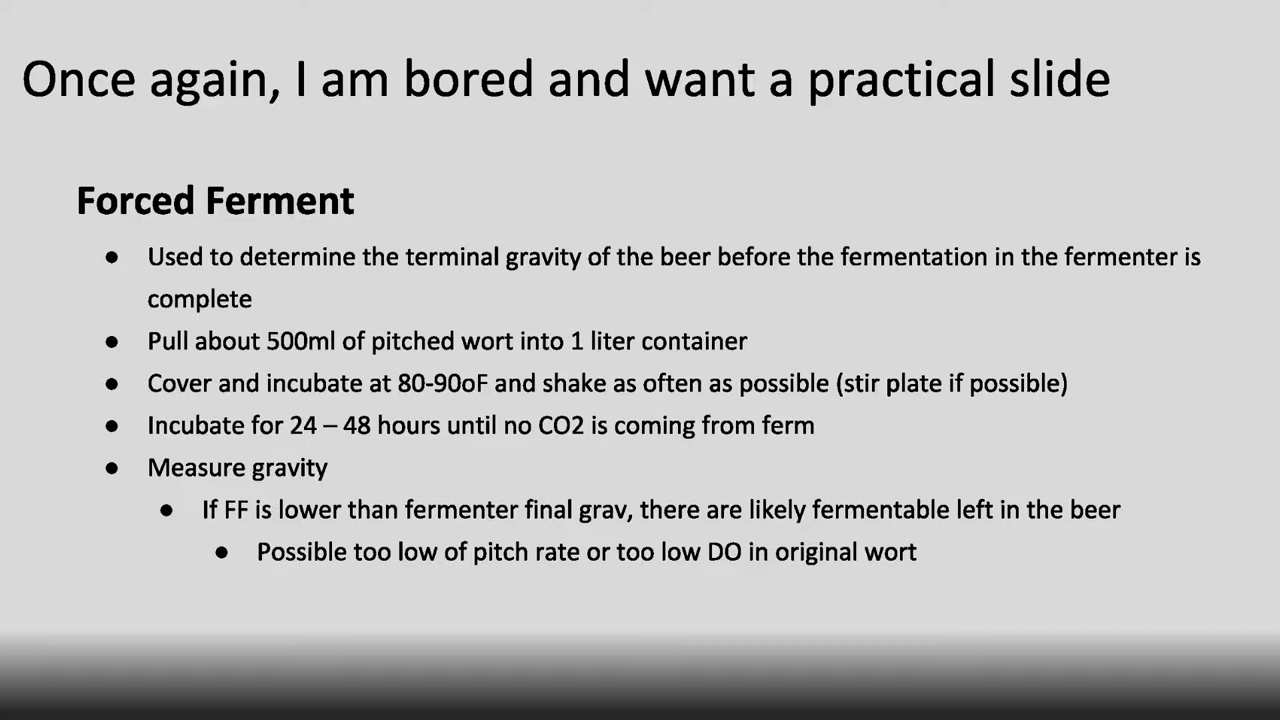 Once again, I am bored and want a practical slide
Forced Ferment
● Used to determine the terminal gravity of the beer before the fermentation in the fermenter is
complete
● Pull about 500ml of pitched wort into 1 liter container
● Cover and incubate at 80-90oF and shake as often as possible (stir plate if possible)
● Incubate for 24 – 48 hours until no CO2 is coming from ferm
● Measure gravity
● If FF is lower than fermenter final grav, there are likely fermentable left in the beer
● Possible too low of pitch rate or too low DO in original wort